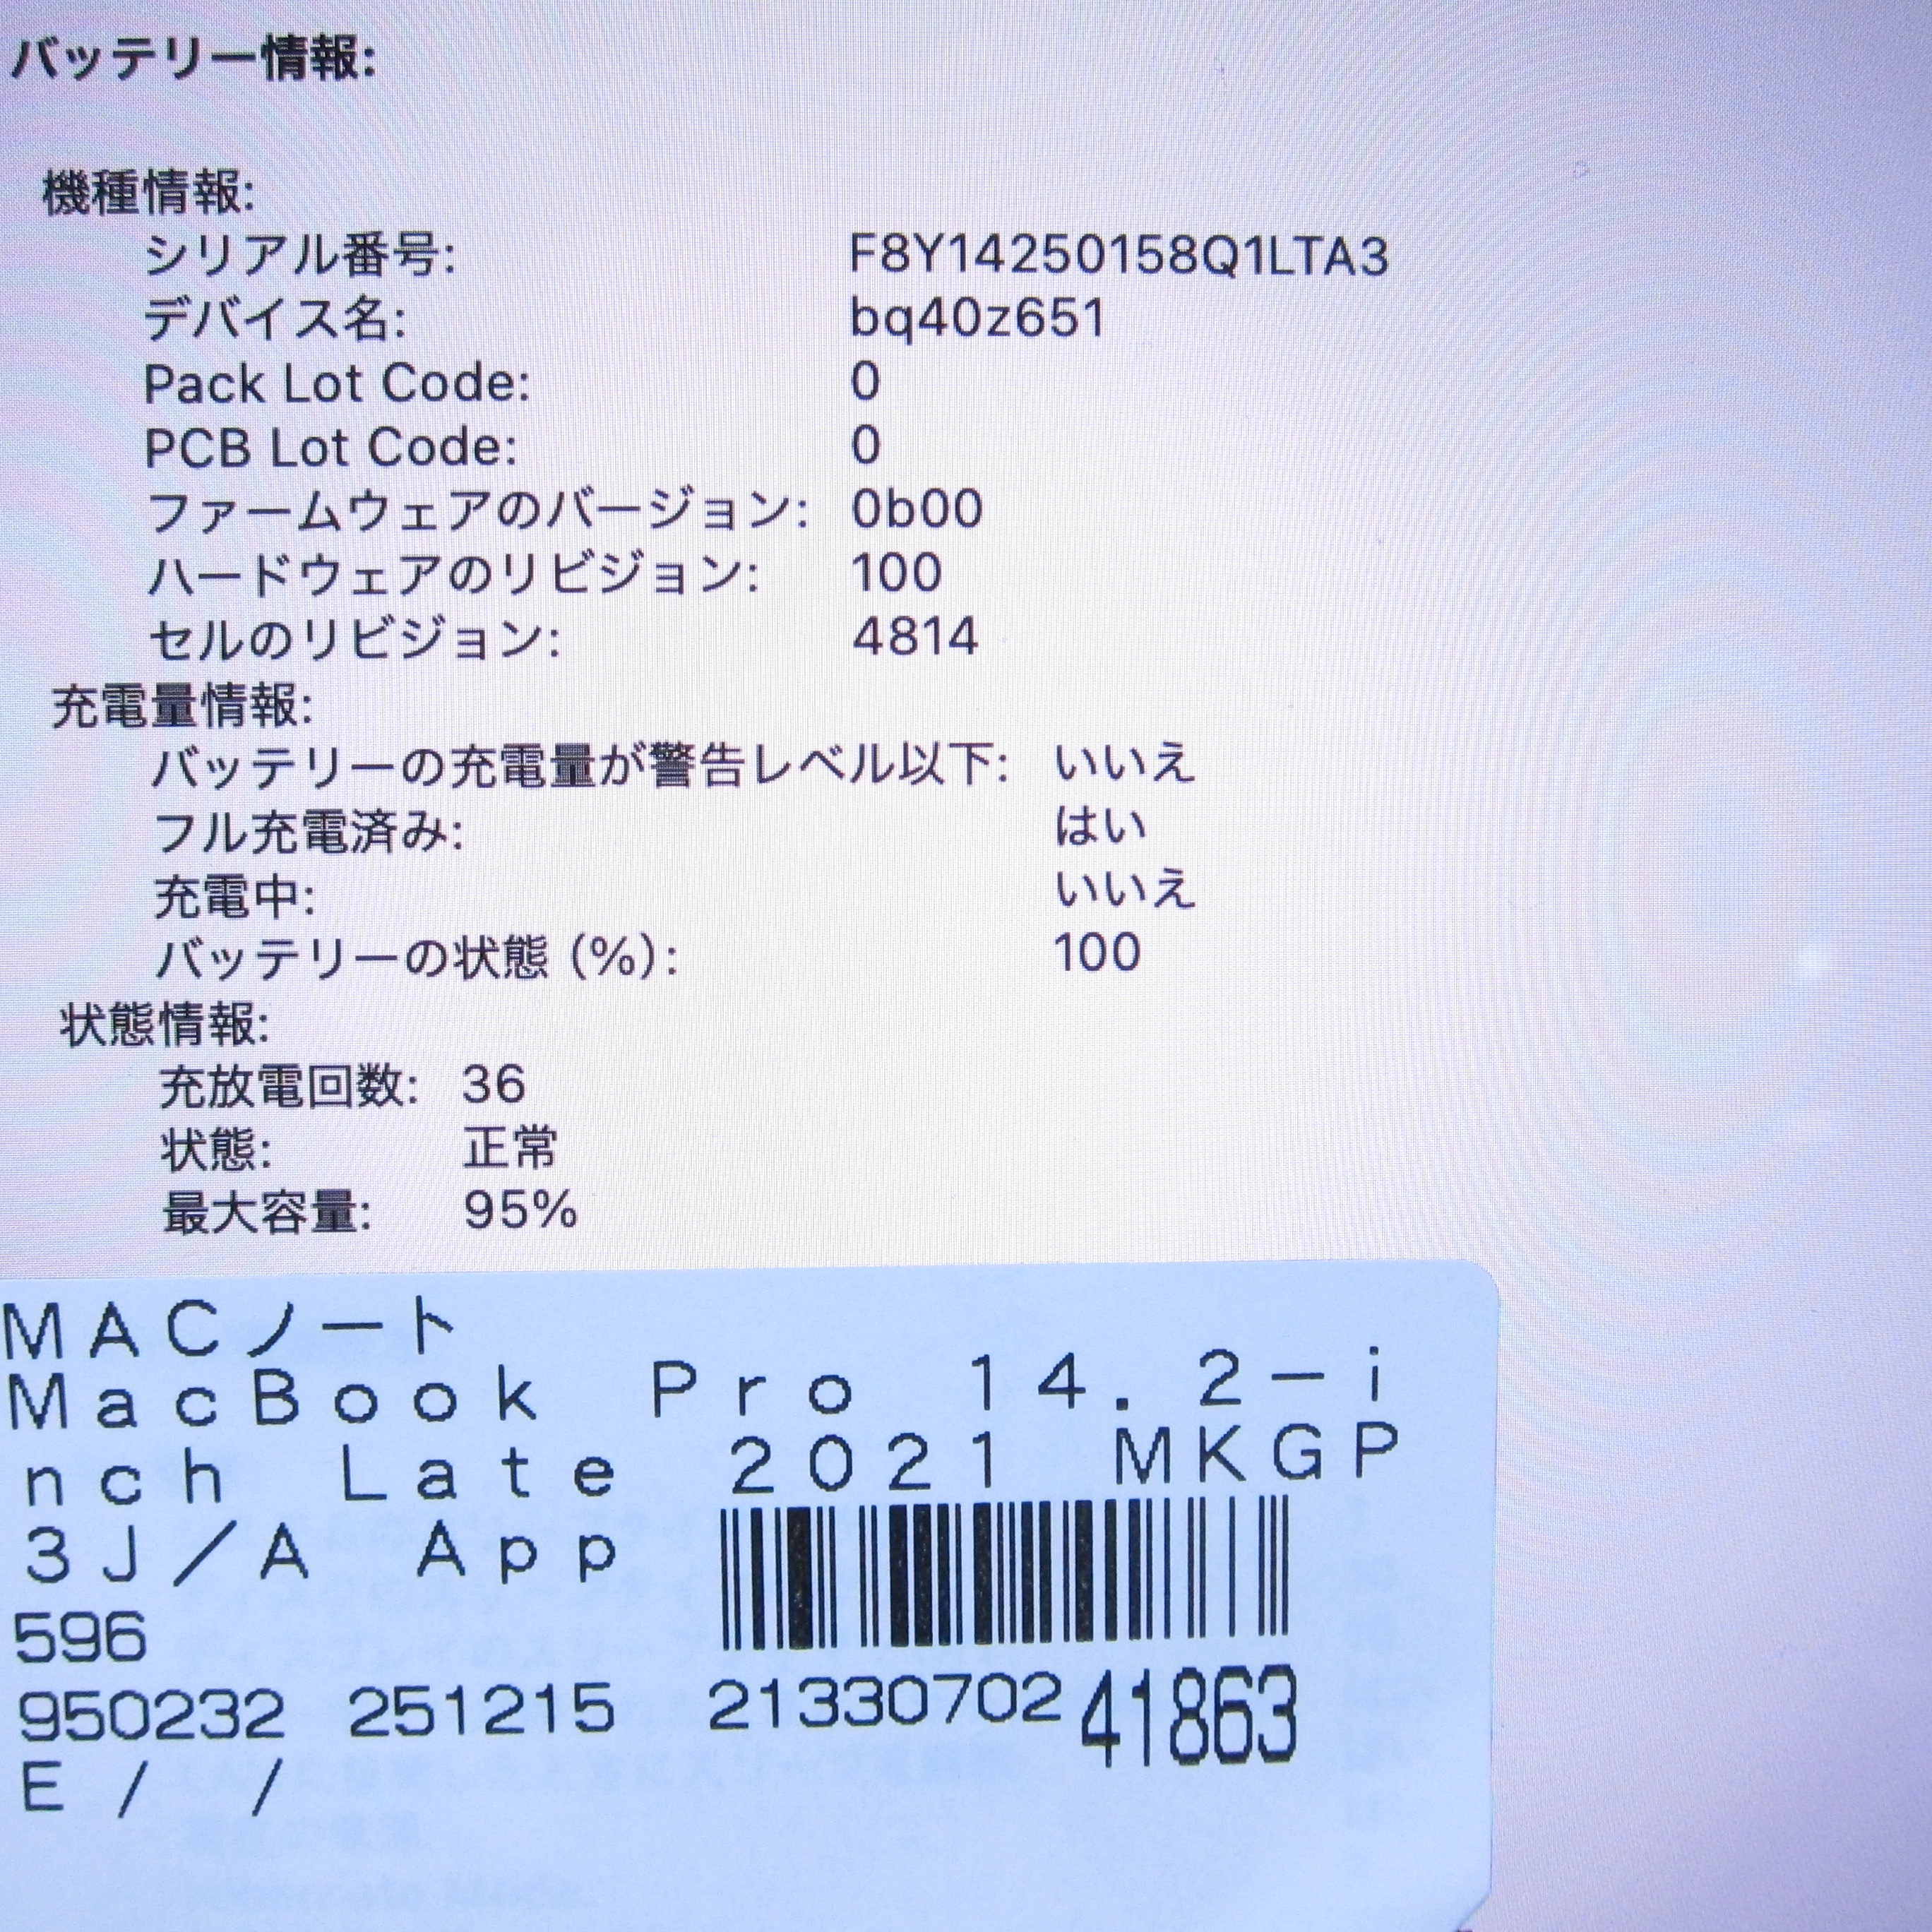 バッテリー情報:
機種情報:
シリアル番号: F8Y14250158Q1LTA3
デバイス名: bq40z651
Pack Lot Code: 0
PCB Lot Code: 0
ファームウェアのバージョン: 0b00
ハードウェアのリビジョン: 100
セルのリビジョン: 4814
充電量情報:
バッテリーの充電量が警告レベル以下: いいえ
フル充電済み: はい
充電中: いいえ
バッテリーの状態 (%): 100
状態情報:
充放電回数: 36
状態: 正常
最大容量: 95%
MACノート
MacBook Pro 14.2-i
nch Late 2021 MKGP
3J/A App
596
950232 251215 21330702 41863
E / /